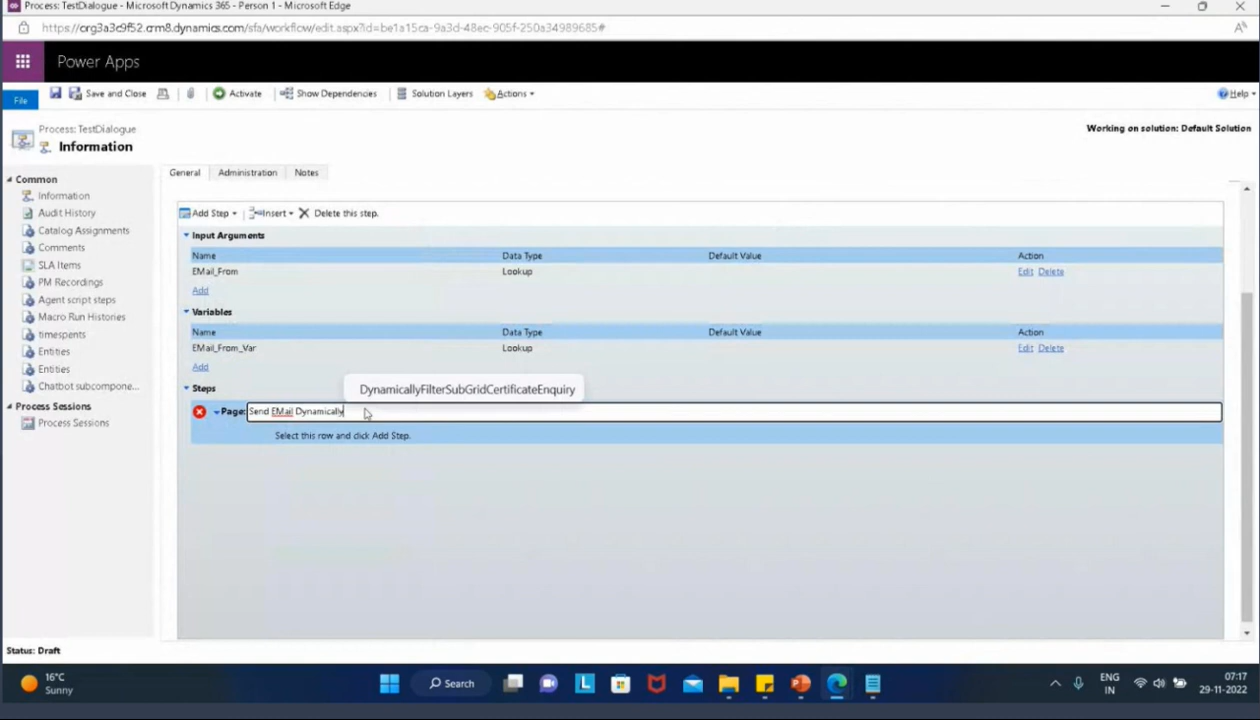 Process: TestDialogue - Microsoft Dynamics 365 - Person 1 - Microsoft Edge
https://org3a3c9f52.crm8.dynamics.com/sfa/workflow/edit.aspx?id=be1a15ca-9a3d-48ec-905f-250a34989685#
Power Apps
File
Save and Close
Activate
Show Dependencies
Solution Layers
Actions
Help
Process: TestDialogue
Information
Working on solution: Default Solution
Common
Information
Audit History
Catalog Assignments
Comments
SLA Items
PM Recordings
Agent script steps
Macro Run Histories
timespents
Entities
Entities
Chatbot subcompone...
Process Sessions
Process Sessions
General Administration Notes
Add Step Insert Delete this step.
Input Arguments
Name Data Type Default Value Action
EMail_From Lookup Edit Delete
Add
Variables
Name Data Type Default Value Action
EMail_From_Var Lookup Edit Delete
Add
Steps
DynamicallyFilterSubGridCertificateEnquiry
Page: Send EMail Dynamically
Select this row and click Add Step.
Status: Draft
16°C
Sunny
Search
ENG
IN
07:17
29-11-2022